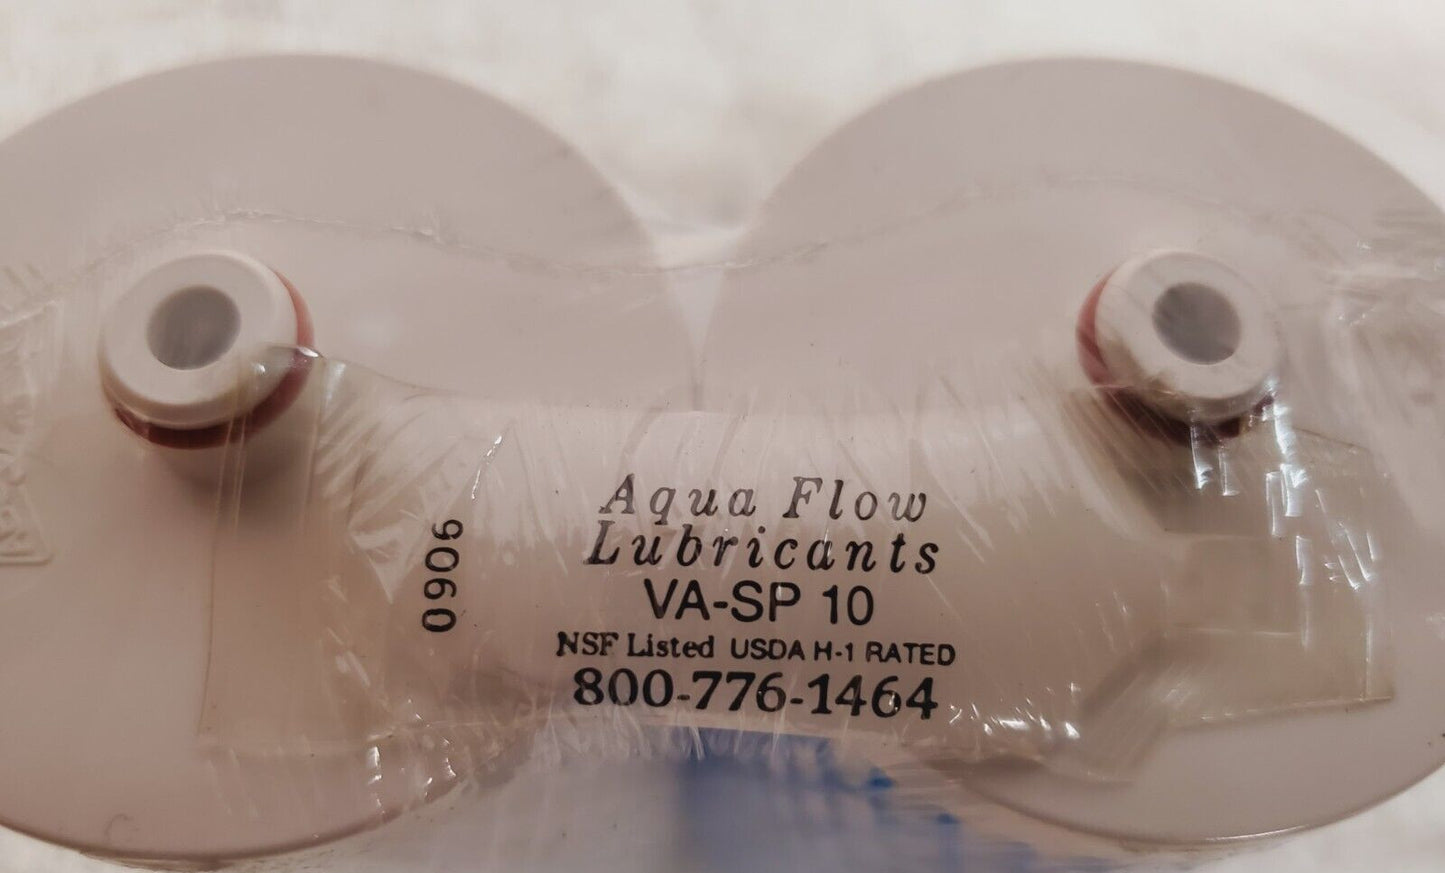 Aqua Flow
Lubricants
VA-SP 10
NSF Listed USDA H-1 RATED
800-776-1464
0906